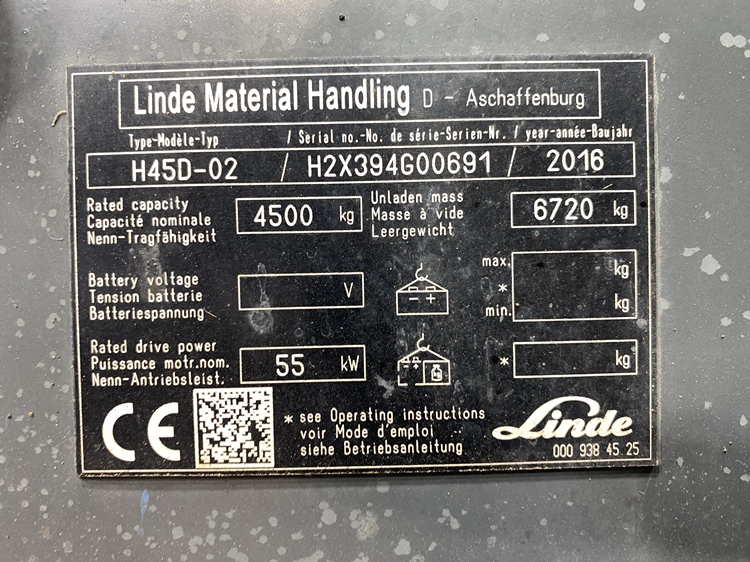 Linde Material Handling D - Aschaffenburg
Type-Modèle-Typ / Serial no.-No. de série-Serien-Nr. / year-année-Baujahr
H45D-02 / H2X394G00691 / 2016
Rated capacity
Capacité nominale
Nenn-Tragfähigkeit
4500 kg
Unladen mass
Masse à vide
Leergewicht
6720 kg
Battery voltage
Tension batterie
Batteriespannung
V
- +
max. kg
*
min. kg
Rated drive power
Puissance motr.nom.
Nenn-Antriebsleist.
55 kW
* kg
CE
* see Operating instructions
voir Mode d'emploi
siehe Betriebsanleitung
Linde
000 938 45 25